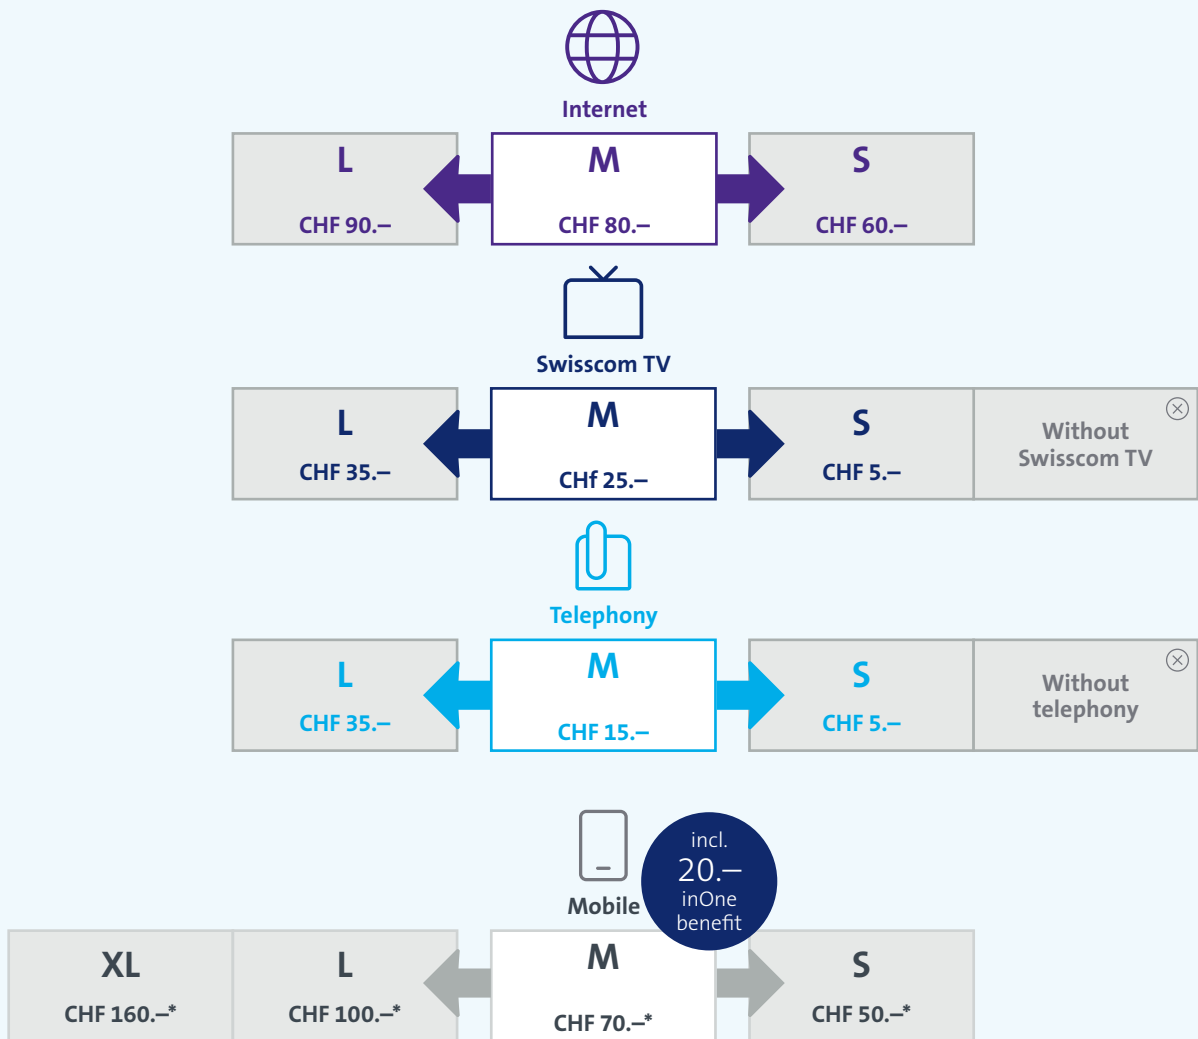 Internet
L
M
S
CHF 90.–
CHF 80.–
CHF 60.–
Swisscom TV
L
M
S
Without
Swisscom TV
CHF 35.–
CHf 25.–
CHF 5.–
Telephony
L
M
S
Without
telephony
CHF 35.–
CHF 15.–
CHF 5.–
incl.
20.–
inOne
benefit
Mobile
XL
L
M
S
CHF 160.–*
CHF 100.–*
CHF 70.–*
CHF 50.–*